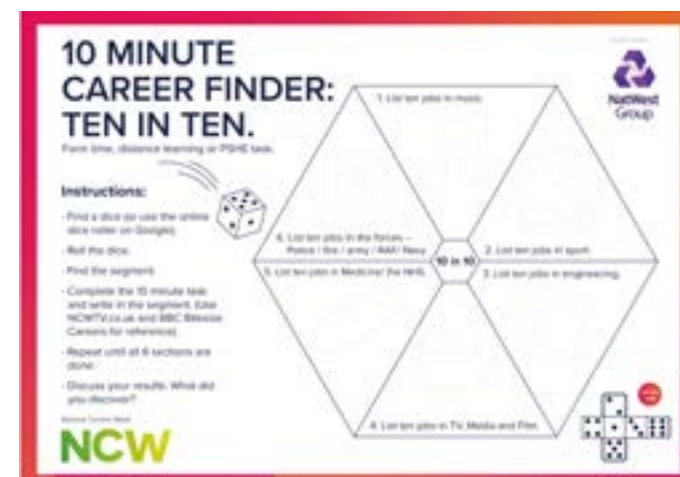 10 MINUTE
CAREER FINDER:
TEN IN TEN.
Form time, distance learning or PSHE task.
Instructions:
- Find a dice (or use the online
dice roller on Google).
- Roll the dice.
- Find the segment.
- Complete the 10 minute task
and write in the segment. (Use
NCWTV.co.uk and BBC Bitesize
Careers for reference).
- Repeat until all 6 sections are
done.
- Discuss your results. What did
you discover?
National Careers Week
NCW
1. List ten jobs in music.
6. List ten jobs in the forces –
Police / fire / army / RAF/ Navy.
2. List ten jobs in sport.
10 in 10
5. List ten jobs in Medicine/ the NHS.
3. List ten jobs in engineering.
4. List ten jobs in TV, Media and Film.
NatWest
Group